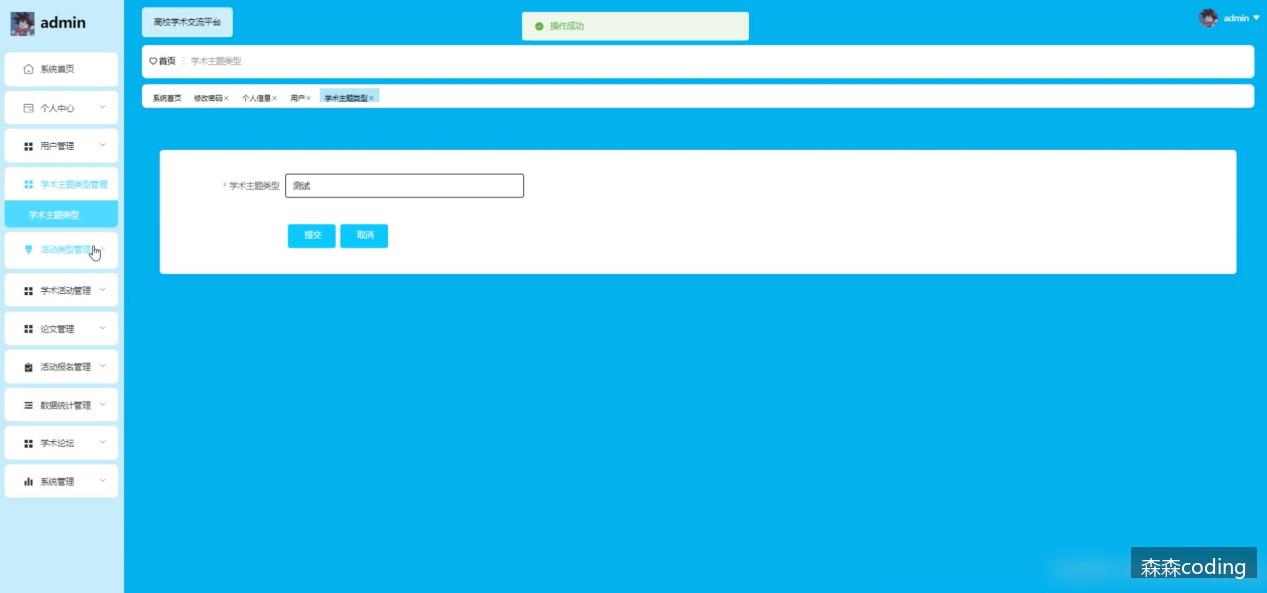 admin
系统首页
个人中心
用户管理
学术主题类型管理
学术主题类型
活动类型管理
学术活动管理
论文管理
活动报名管理
数据统计管理
学术论坛
系统管理
高校学术交流平台
操作成功
admin
首页 学术主题类型
系统首页 修改密码× 个人信息× 用户× 学术主题类型×
* 学术主题类型 测试
提交 取消
森森coding